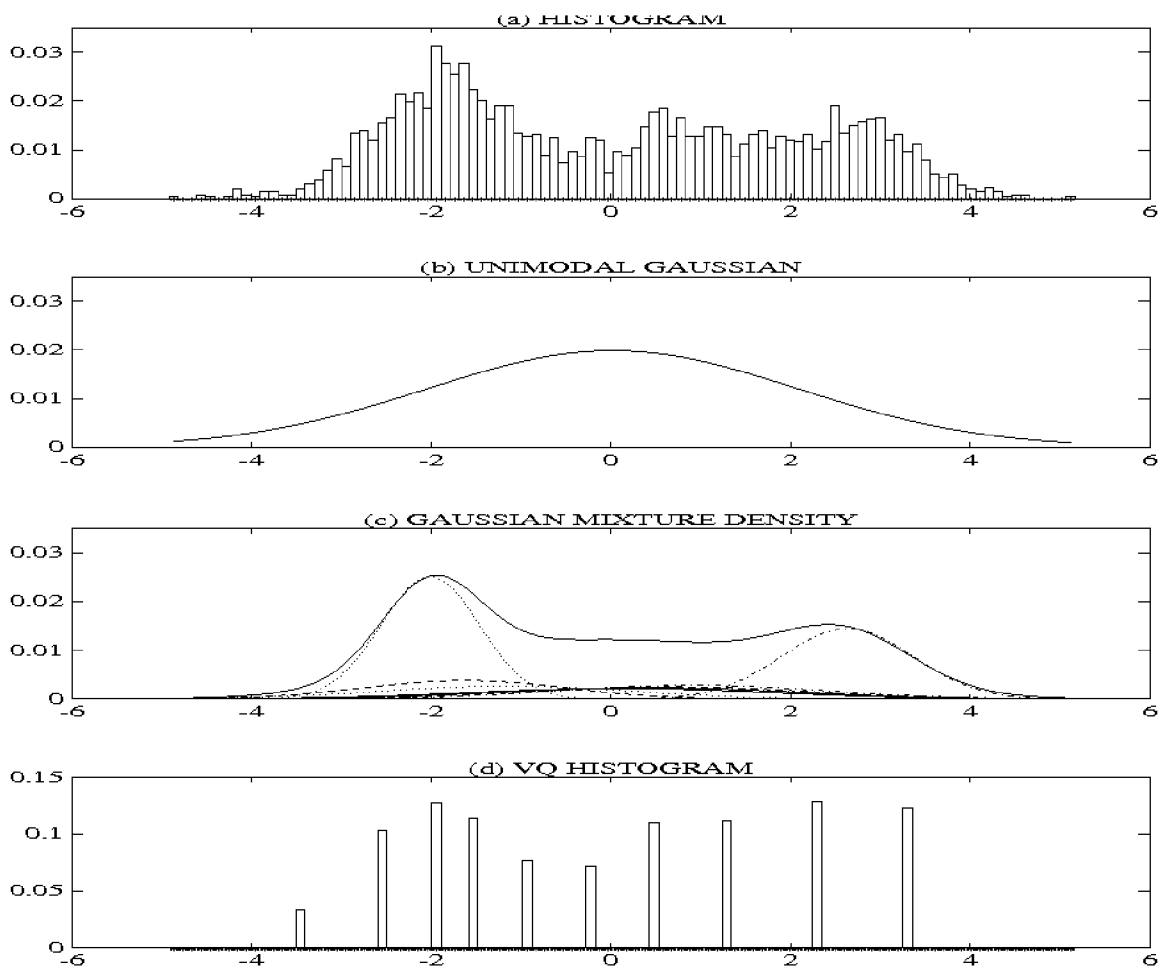 (a) HISTOGRAM
0.03
0.02
0.01
0
-6 -4 -2 0 2 4 6
(b) UNIMODAL GAUSSIAN
0.03
0.02
0.01
0
-6 -4 -2 0 2 4 6
(c) GAUSSIAN MIXTURE DENSITY
0.03
0.02
0.01
0
-6 -4 -2 0 2 4 6
(d) VQ HISTOGRAM
0.15
0.1
0.05
0
-6 -4 -2 0 2 4 6